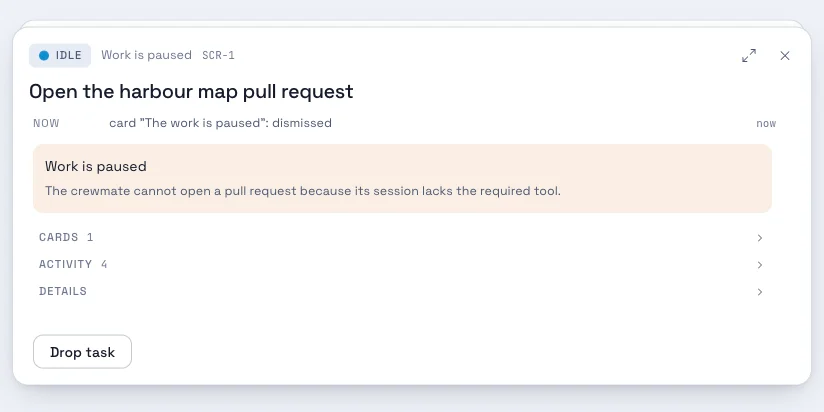 IDLE Work is paused SCR-1
Open the harbour map pull request
NOW card "The work is paused": dismissed now
Work is paused
The crewmate cannot open a pull request because its session lacks the required tool.
CARDS 1
ACTIVITY 4
DETAILS
Drop task